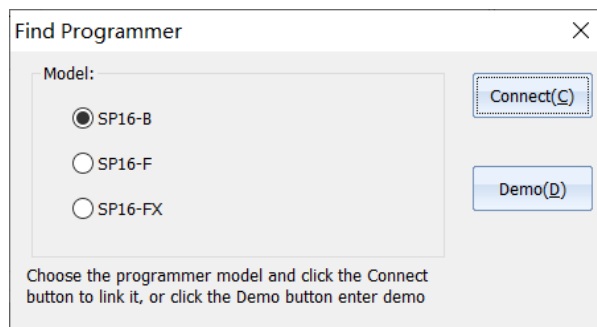 Find Programmer
Model:
SP16-B
SP16-F
SP16-FX
Connect(C)
Demo(D)
Choose the programmer model and click the Connect
button to link it, or click the Demo button enter demo